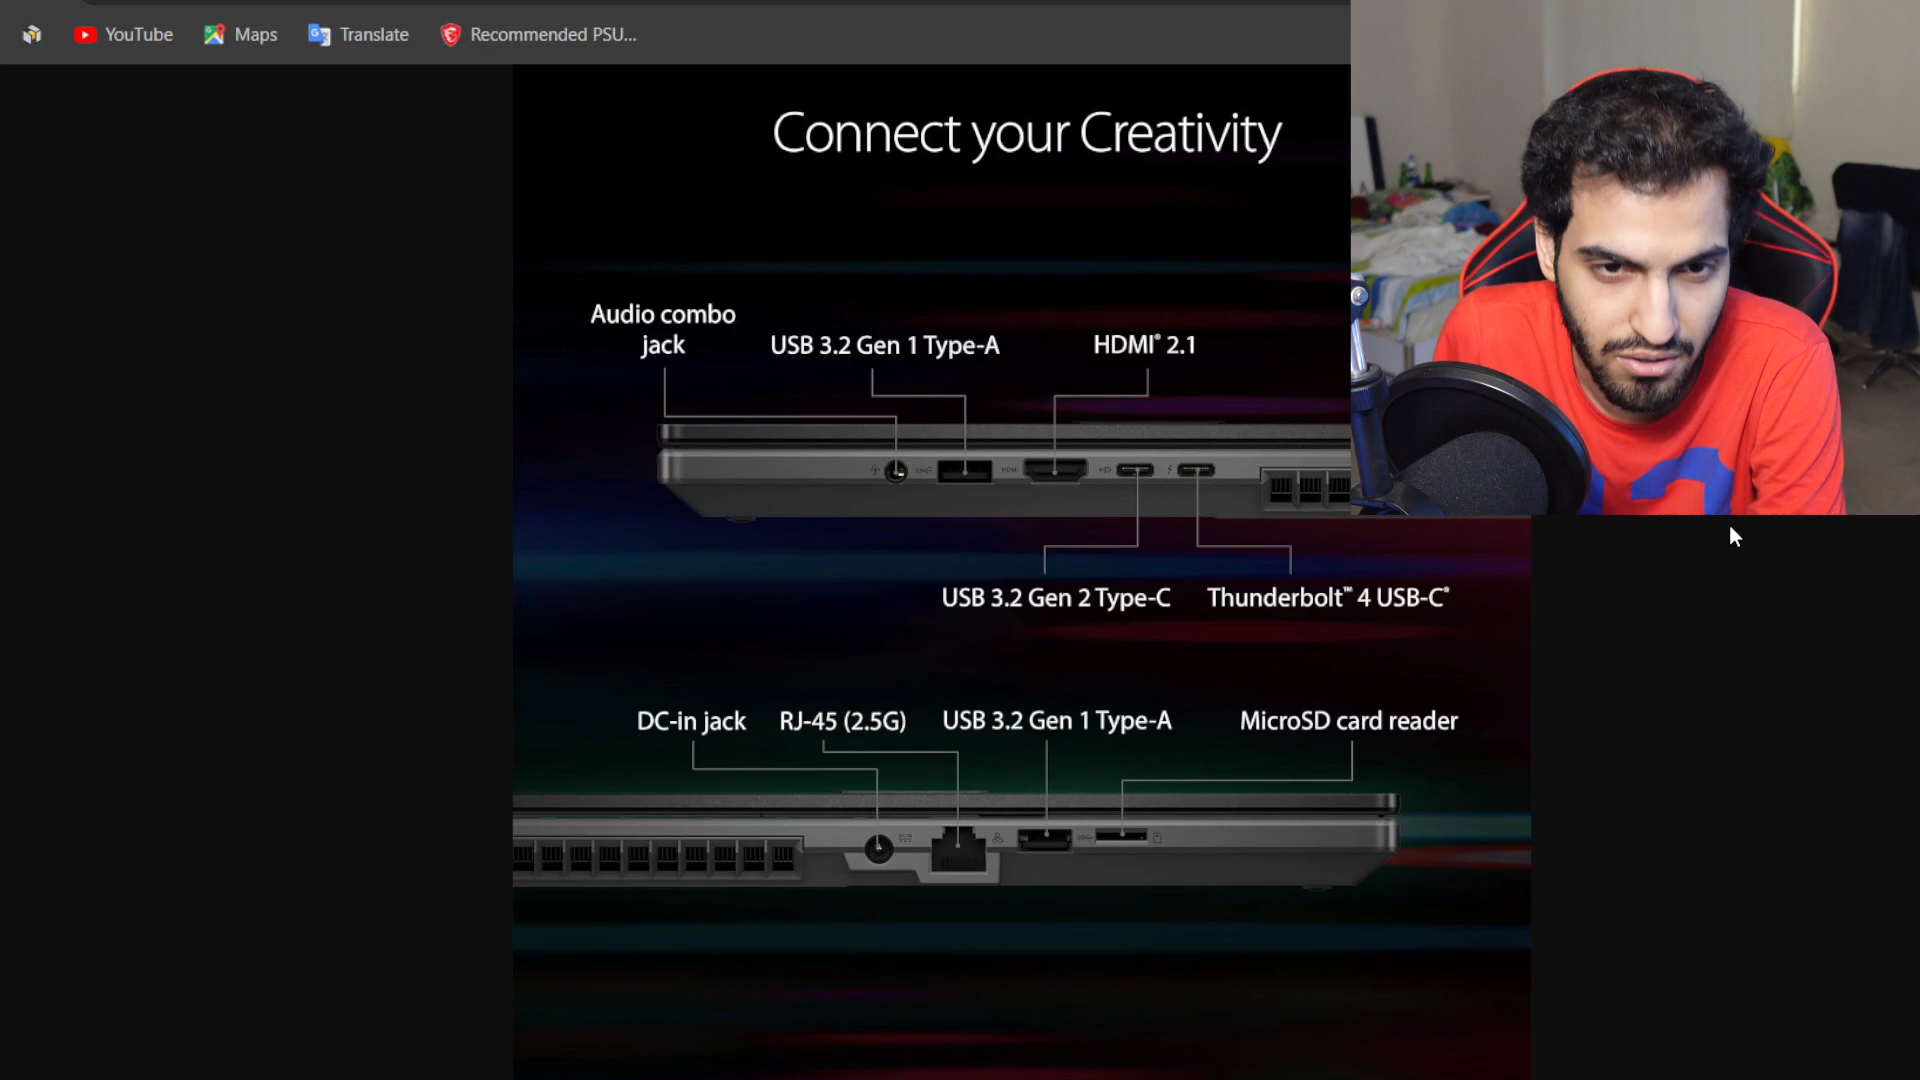 YouTube
Maps
Translate
Recommended PSU...
Connect your Creativity
Audio combo
jack
USB 3.2 Gen 1 Type-A
HDMI® 2.1
HDMI
USB 3.2 Gen 2 Type-C
Thunderbolt™ 4 USB-C®
DC-in jack
RJ-45 (2.5G)
USB 3.2 Gen 1 Type-A
MicroSD card reader